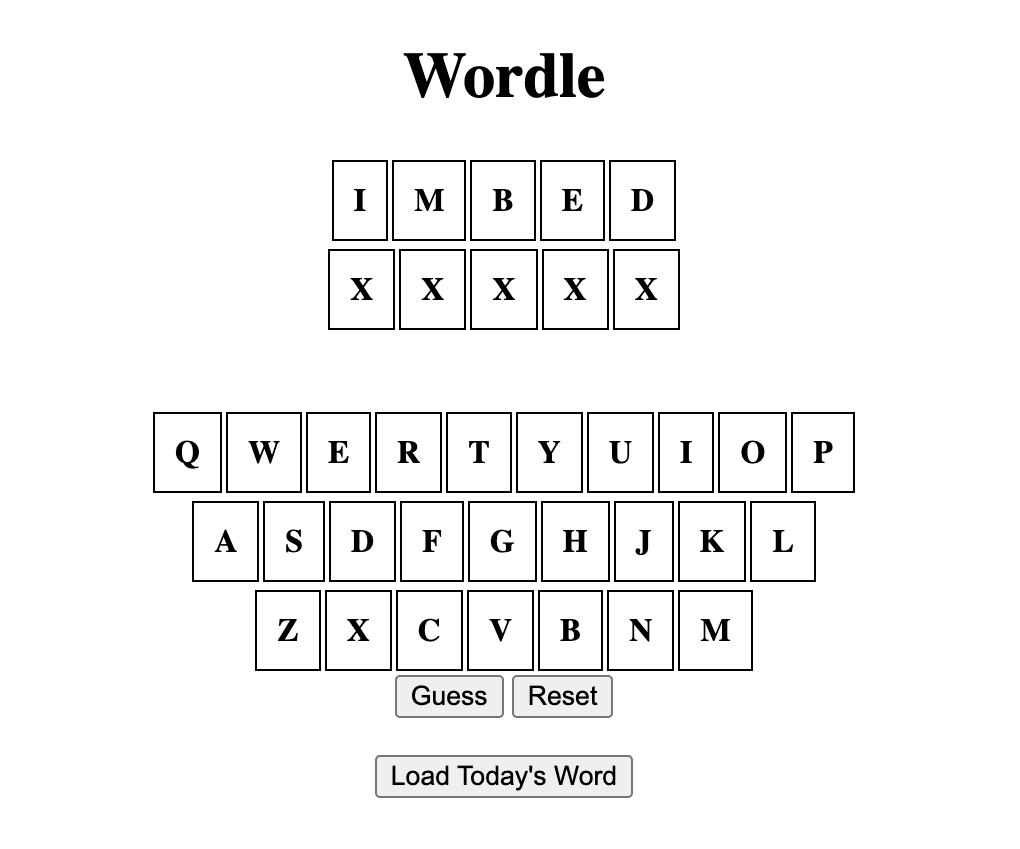 Wordle
I M B E D
X X X X X
Q W E R T Y U I O P
A S D F G H J K L
Z X C V B N M
Guess Reset
Load Today's Word